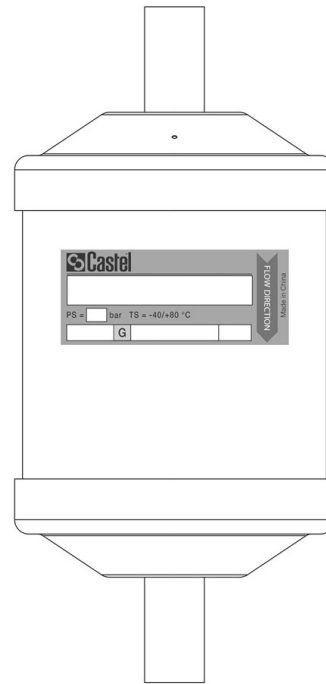 Castel
PS = bar TS = -40/+80 °C
G
FLOW DIRECTION
Made in China